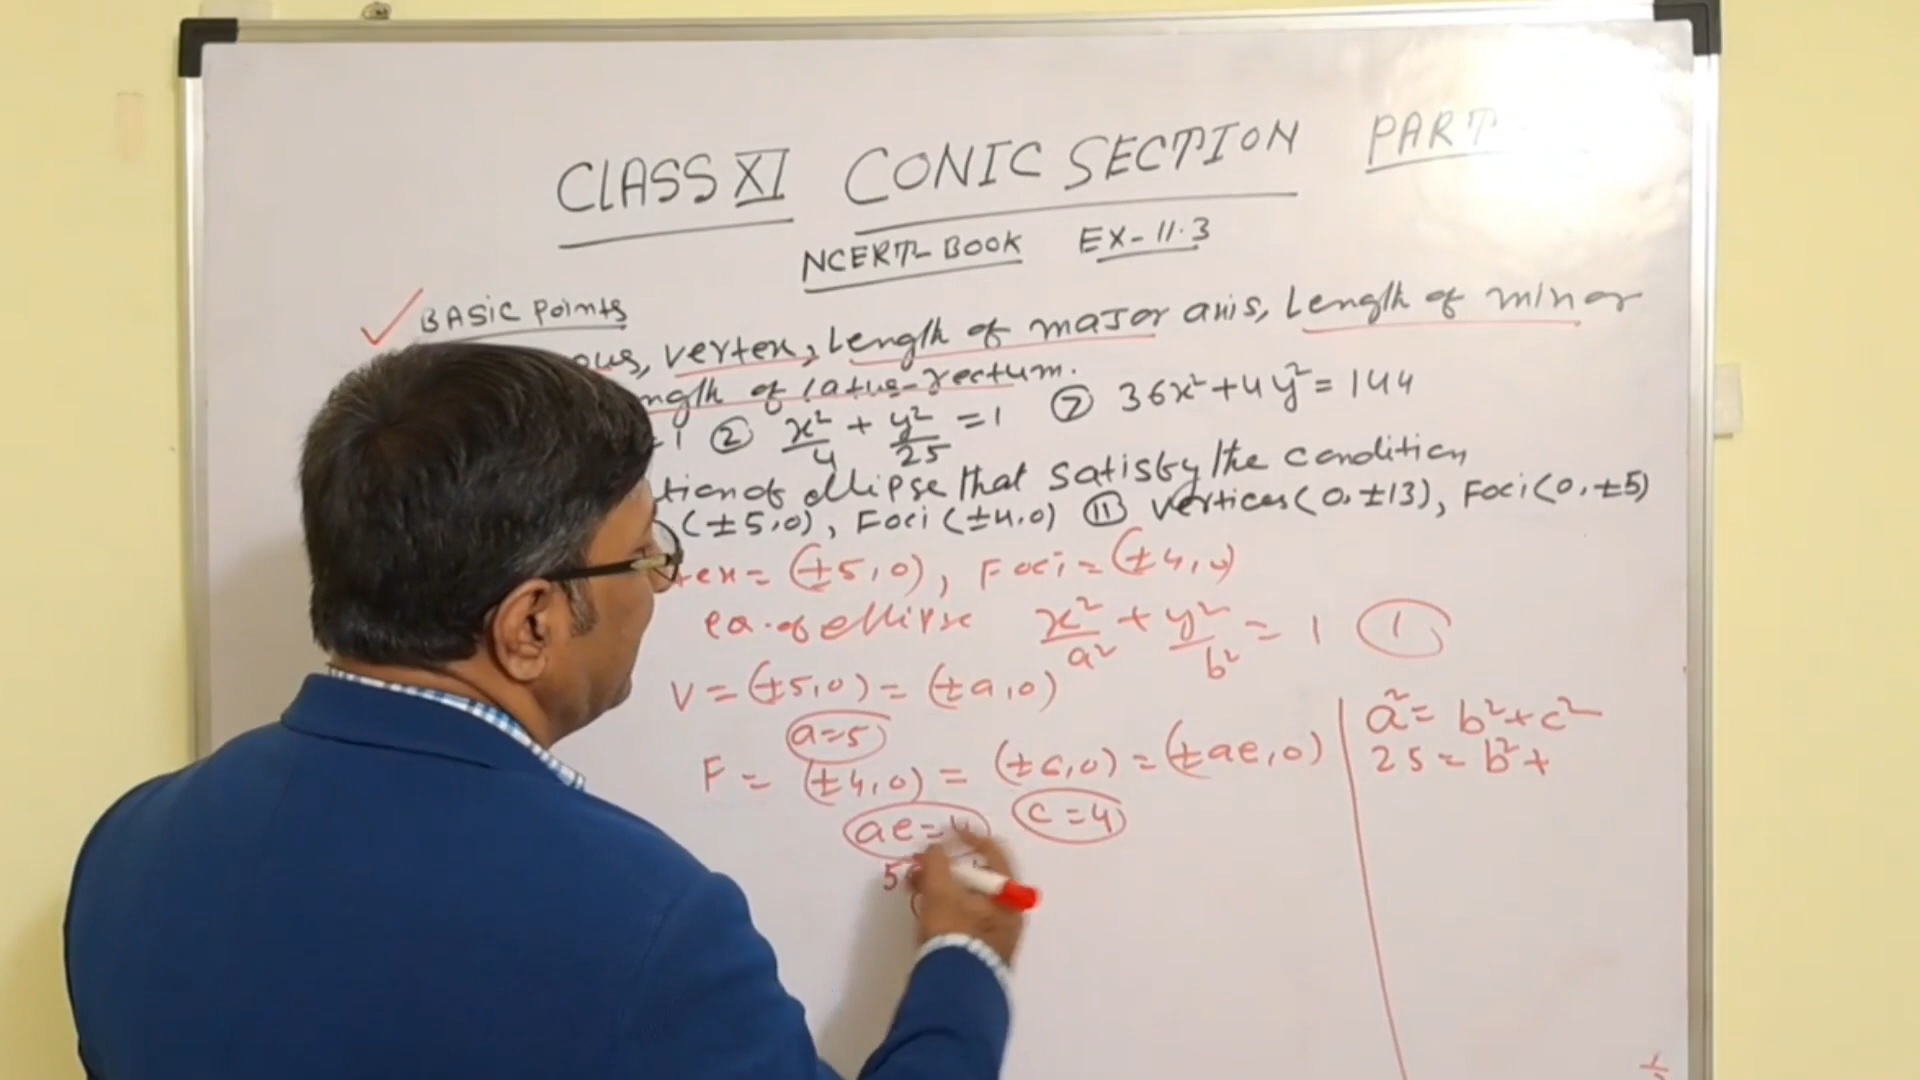 CLASS XI CONIC SECTION PART
NCERT BOOK EX-11.3
✓ BASIC Points
ous, vertex, Length of major axis, Length of minor
ngth of latus-rectum.
=1 ② x²/4 + y²/25 = 1 ⑦ 36x²+4y²=144
tion of ellipse that satisfy the condition
(±5,0), Foci (±4,0) ⑪ vertices (0,±13), Foci (0,±5)
tex = (±5,0), Foci = (±4,0)
eq. of ellipse x²/a² + y²/b² = 1 ①
V = (±5,0) = (±a,0)
a=5
F = (±4,0) = (±c,0) = (±ae,0)
ae=4 c=4
5
a² = b²+c²
25 = b²+